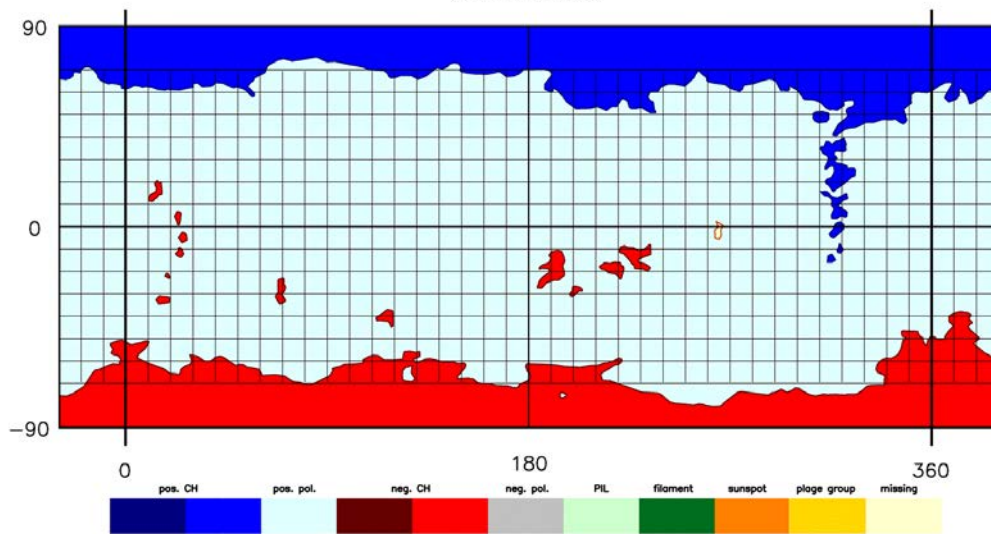 90
0
-90
0 180 360
pos. CH pos. pol. neg. CH neg. pol. PIL filament sunspot plage group missing